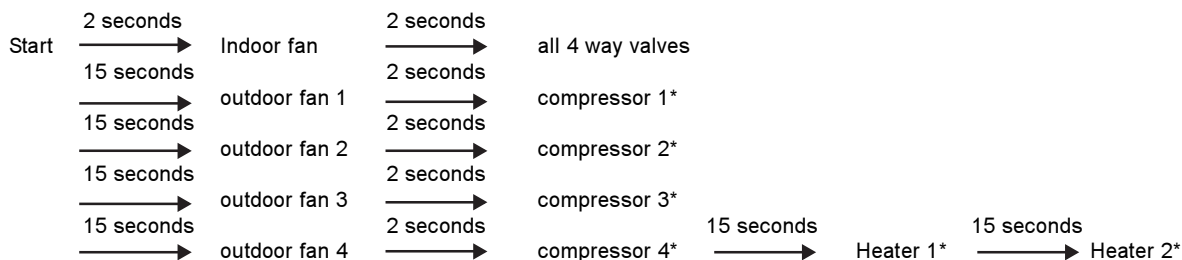 2 seconds 2 seconds
Start Indoor fan all 4 way valves
15 seconds 2 seconds
outdoor fan 1 compressor 1*
15 seconds 2 seconds
outdoor fan 2 compressor 2*
15 seconds 2 seconds
outdoor fan 3 compressor 3*
15 seconds 2 seconds 15 seconds 15 seconds
outdoor fan 4 compressor 4* Heater 1* Heater 2*